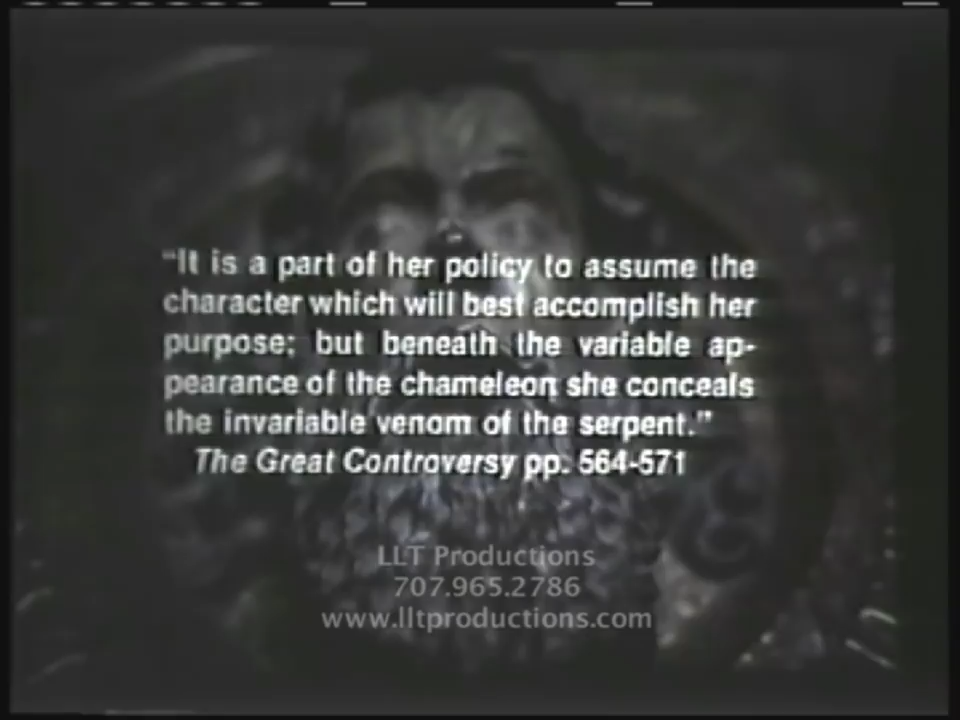 "It is a part of her policy to assume the
character which will best accomplish her
purpose; but beneath the variable ap-
pearance of the chameleon she conceals
the invariable venom of the serpent."
The Great Controversy pp. 564-571
LLT Productions
707.965.2786
www.lltproductions.com